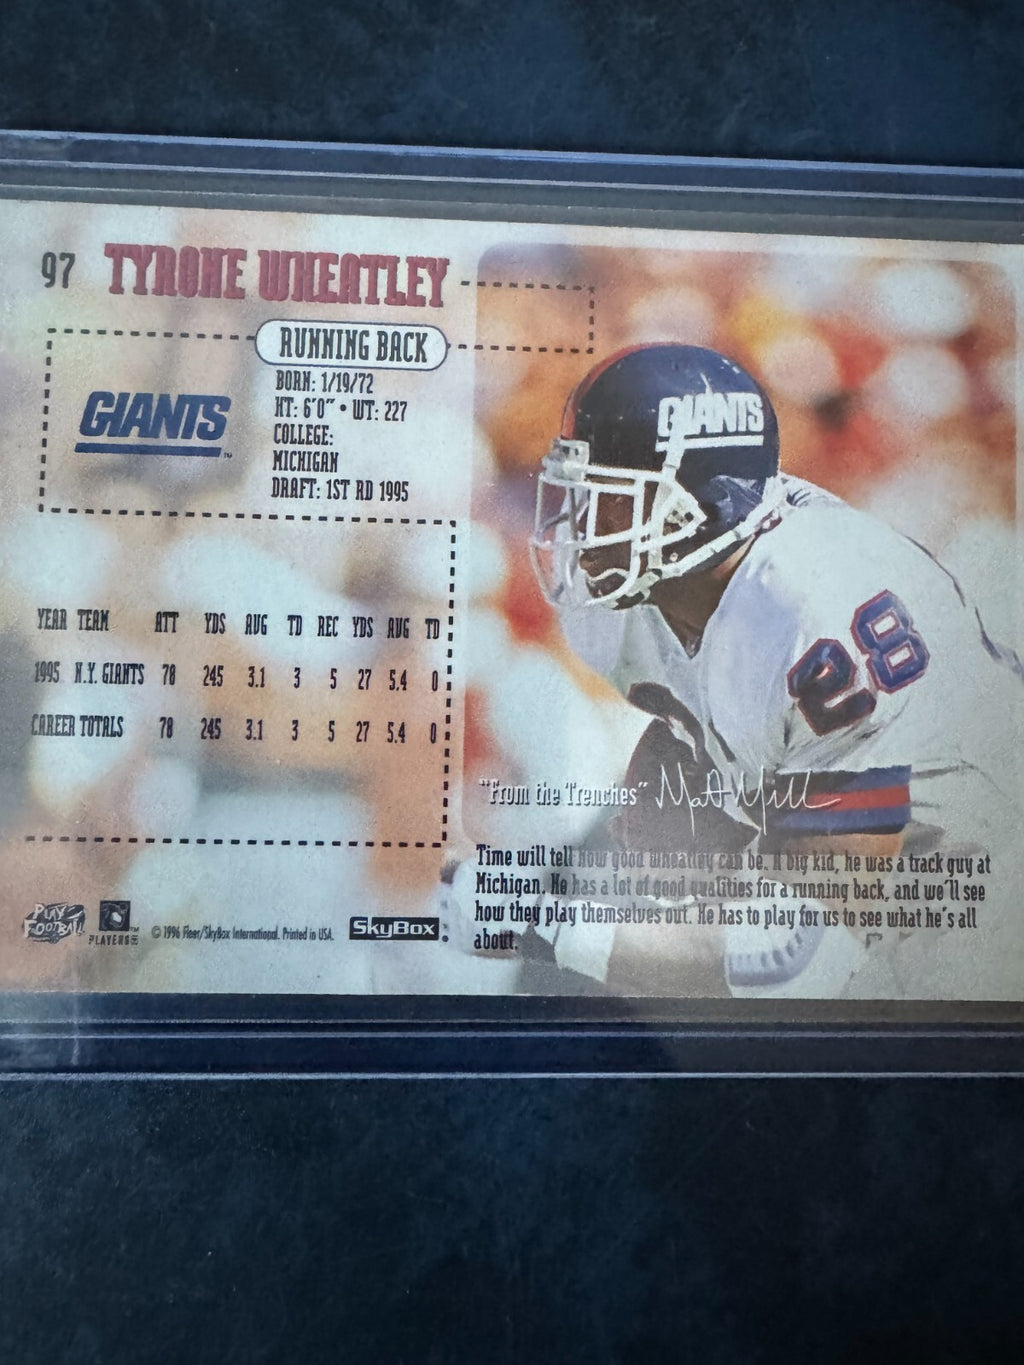 97 TYRONE WHEATLEY
RUNNING BACK
GIANTS
BORN: 1/19/72
HT: 6'0" • WT: 227
COLLEGE:
MICHIGAN
DRAFT: 1ST RD 1995
GIANTS
28
YEAR TEAM ATT YDS AVG TD REC YDS AVG TD
1995 N.Y. GIANTS 78 245 3.1 3 5 27 5.4 0
CAREER TOTALS 78 245 3.1 3 5 27 5.4 0
"From the Trenches" Matt Mill
Time will tell how good Wheatley can be. A big kid, he was a track guy at
Michigan. He has a lot of good qualities for a running back, and we'll see
how they play themselves out. He has to play for us to see what he's all
about.
PLAY FOOTBALL
PLAYERS
© 1996 Fleer/SkyBox International. Printed in USA.
SkyBox